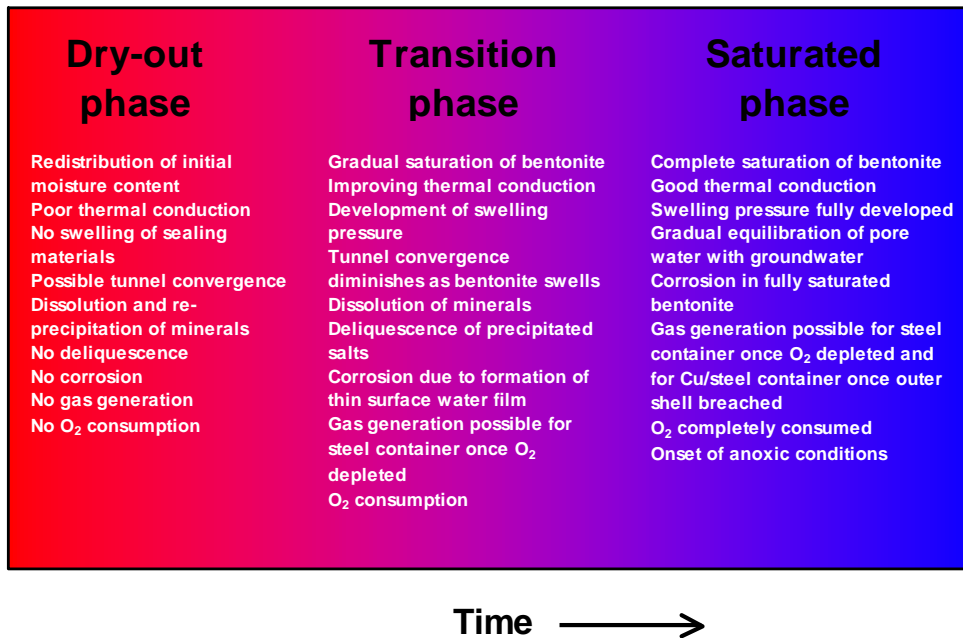 Dry-out
phase
Redistribution of initial
moisture content
Poor thermal conduction
No swelling of sealing
materials
Possible tunnel convergence
Dissolution and re-
precipitation of minerals
No deliquescence
No corrosion
No gas generation
No O₂ consumption
Transition
phase
Gradual saturation of bentonite
Improving thermal conduction
Development of swelling
pressure
Tunnel convergence
diminishes as bentonite swells
Dissolution of minerals
Deliquescence of precipitated
salts
Corrosion due to formation of
thin surface water film
Gas generation possible for
steel container once O₂
depleted
O₂ consumption
Saturated
phase
Complete saturation of bentonite
Good thermal conduction
Swelling pressure fully developed
Gradual equilibration of pore
water with groundwater
Corrosion in fully saturated
bentonite
Gas generation possible for steel
container once O₂ depleted and
for Cu/steel container once outer
shell breached
O₂ completely consumed
Onset of anoxic conditions
Time